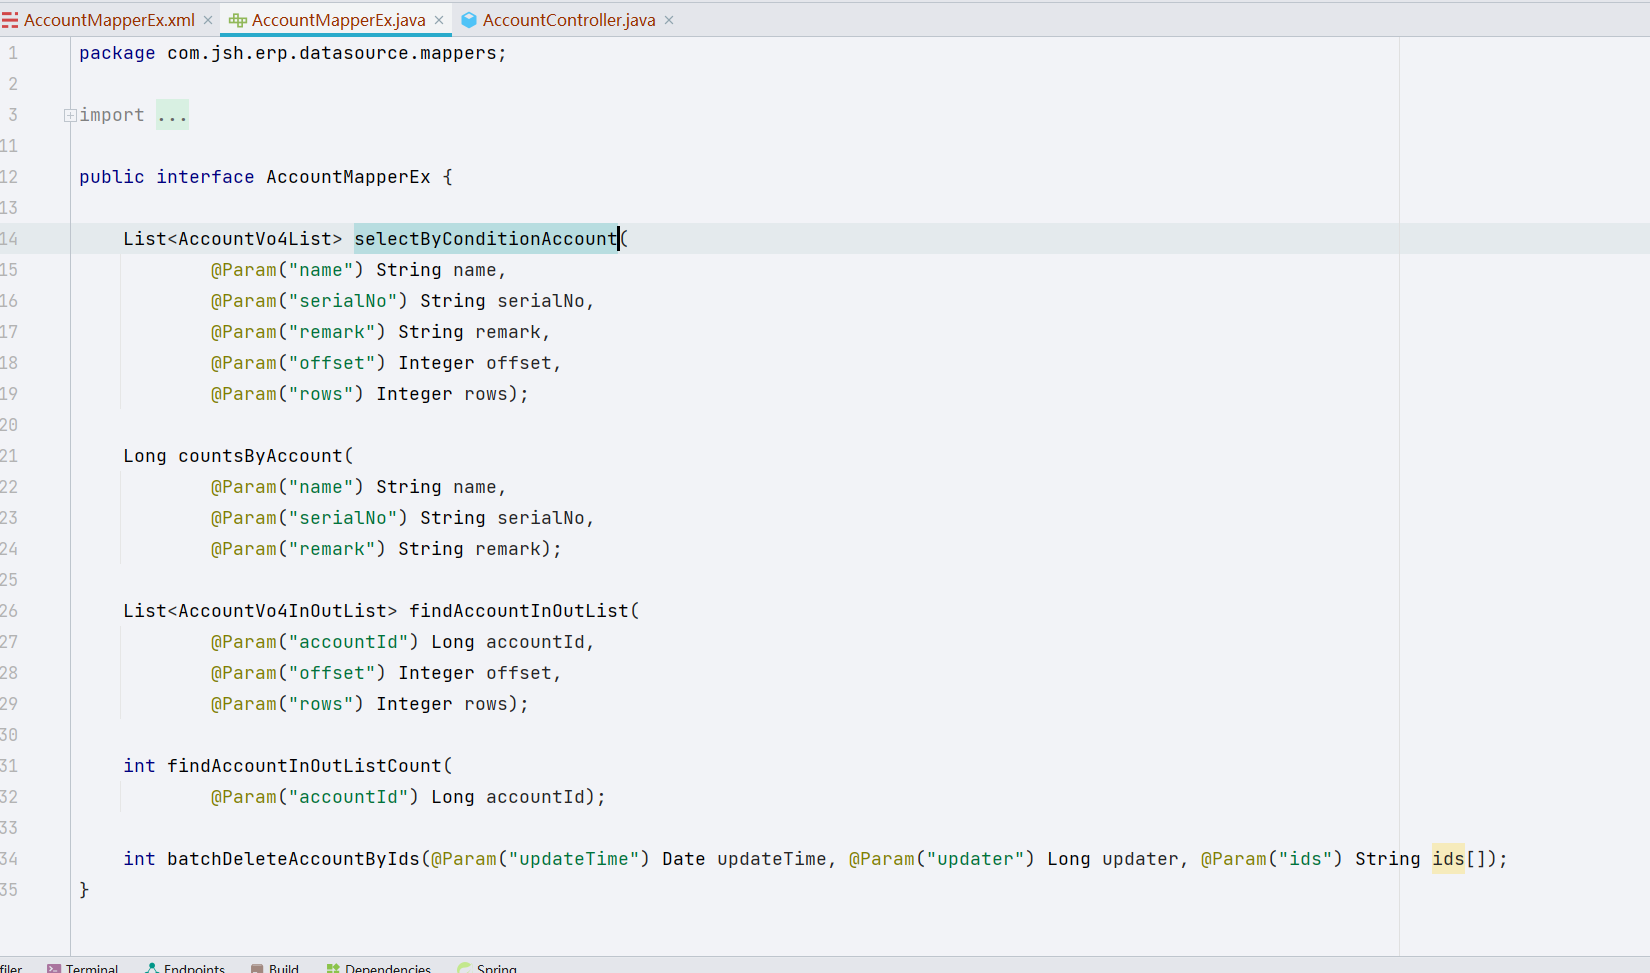 AccountMapperEx.xml × AccountMapperEx.java × AccountController.java ×
1 package com.jsh.erp.datasource.mappers;
2
3 import ...
11
12 public interface AccountMapperEx {
13
14 List<AccountVo4List> selectByConditionAccount(
15 @Param("name") String name,
16 @Param("serialNo") String serialNo,
17 @Param("remark") String remark,
18 @Param("offset") Integer offset,
19 @Param("rows") Integer rows);
20
21 Long countsByAccount(
22 @Param("name") String name,
23 @Param("serialNo") String serialNo,
24 @Param("remark") String remark);
25
26 List<AccountVo4InOutList> findAccountInOutList(
27 @Param("accountId") Long accountId,
28 @Param("offset") Integer offset,
29 @Param("rows") Integer rows);
30
31 int findAccountInOutListCount(
32 @Param("accountId") Long accountId);
33
34 int batchDeleteAccountByIds(@Param("updateTime") Date updateTime, @Param("updater") Long updater, @Param("ids") String ids[]);
35 }
filer Terminal Endpoints Build Dependencies Spring